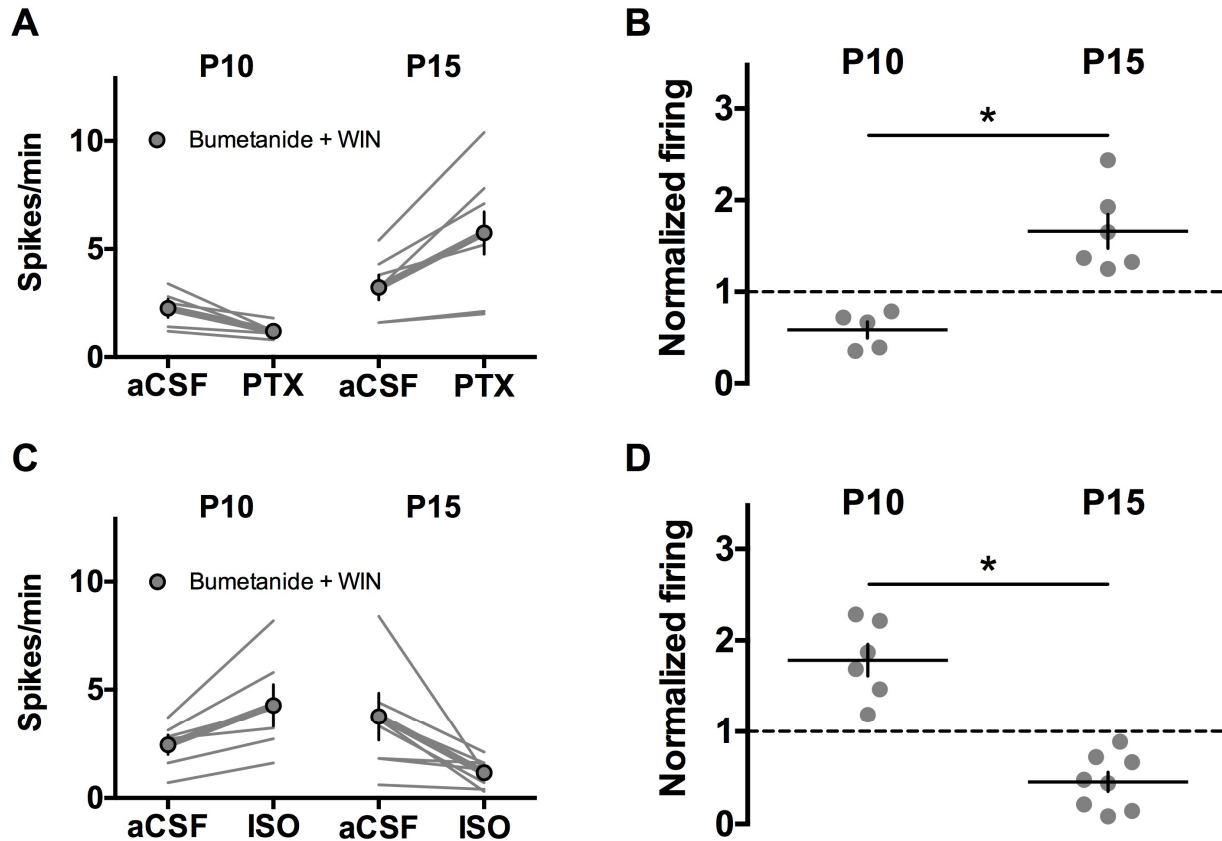 A
P10 P15
Bumetanide + WIN
Spikes/min
10
5
0
aCSF PTX aCSF PTX
B
P10 P15
*
Normalized firing
3
2
1
0
C
P10 P15
Bumetanide + WIN
Spikes/min
10
5
0
aCSF ISO aCSF ISO
D
P10 P15
*
Normalized firing
3
2
1
0